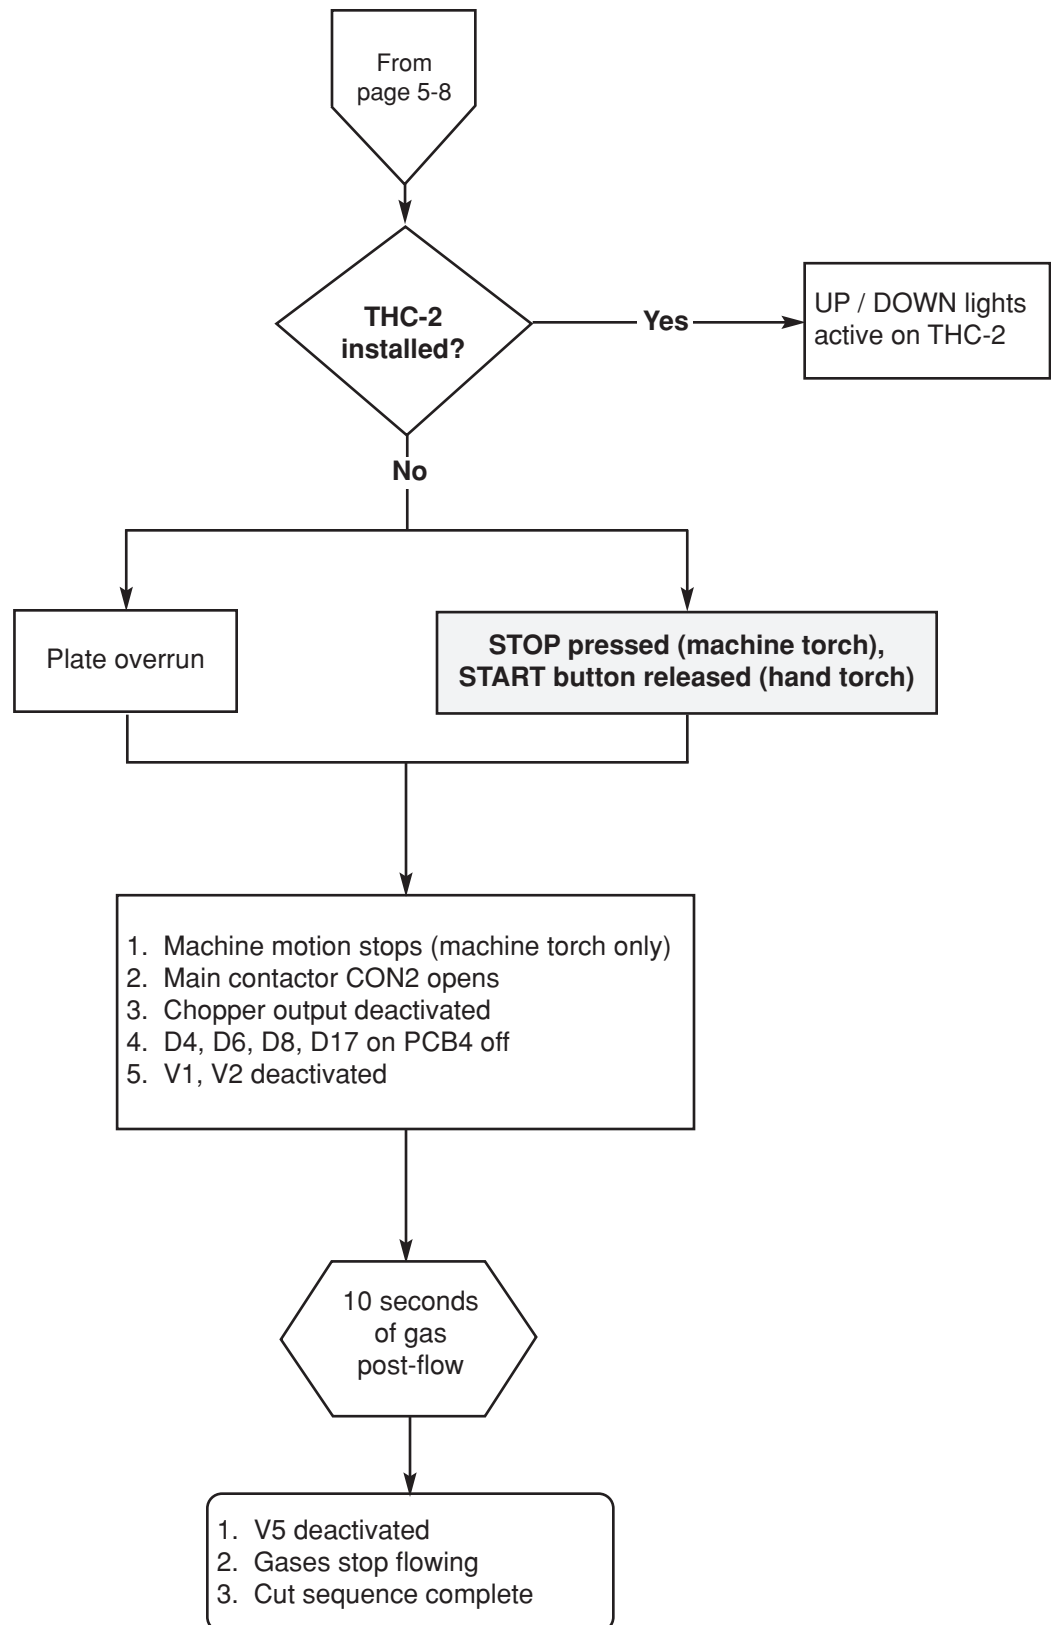 From
page 5-8
THC-2
installed?
Yes
UP / DOWN lights
active on THC-2
No
Plate overrun
STOP pressed (machine torch),
START button released (hand torch)
1. Machine motion stops (machine torch only)
2. Main contactor CON2 opens
3. Chopper output deactivated
4. D4, D6, D8, D17 on PCB4 off
5. V1, V2 deactivated
10 seconds
of gas
post-flow
1. V5 deactivated
2. Gases stop flowing
3. Cut sequence complete